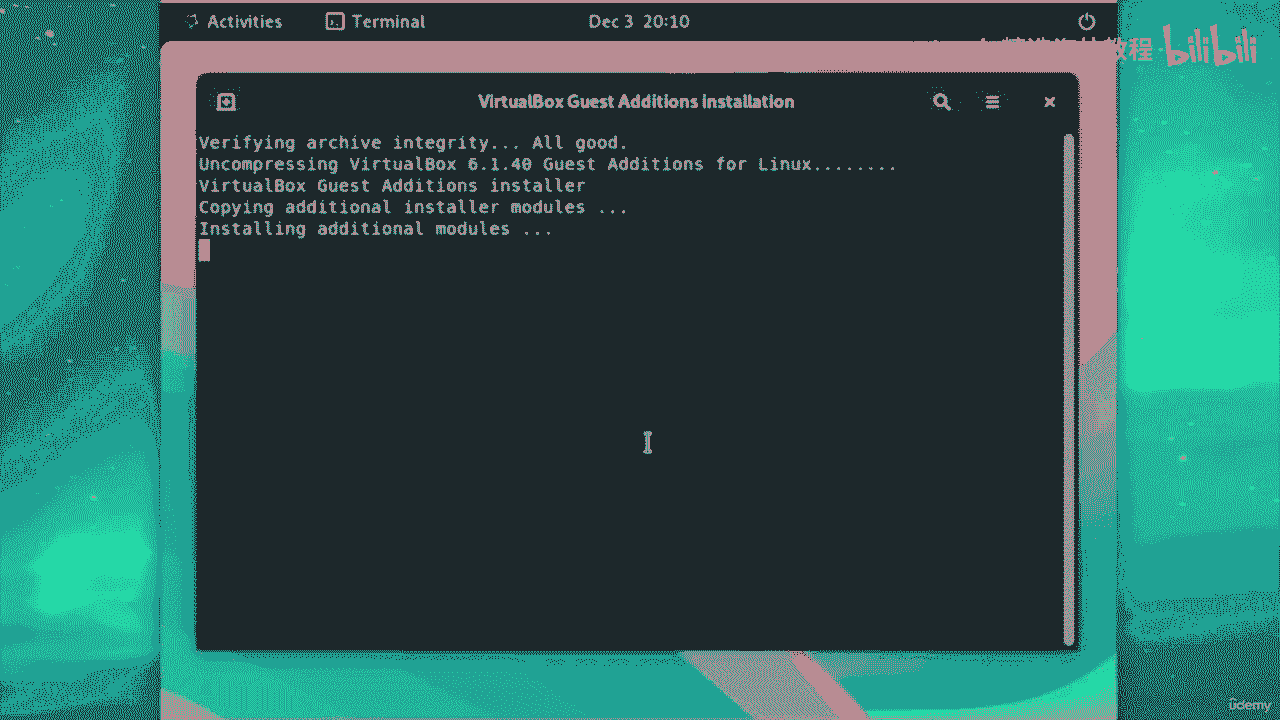 Activities
Terminal
Dec 3 20:10
教程
bilibili
VirtualBox Guest Additions installation
Verifying archive integrity... All good.
Uncompressing VirtualBox 6.1.40 Guest Additions for Linux........
VirtualBox Guest Additions installer
Copying additional installer modules ...
Installing additional modules ...
ûdemy